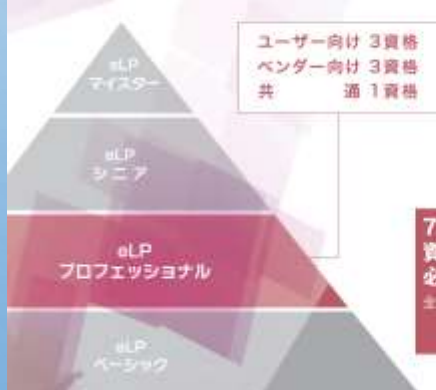 eLP
マイスター
ユーザー向け 3資格
ベンダー向け 3資格
共 通 1資格
eLP
シニア
eLP
プロフェッショナル
7
資
必
eLP
ベーシック